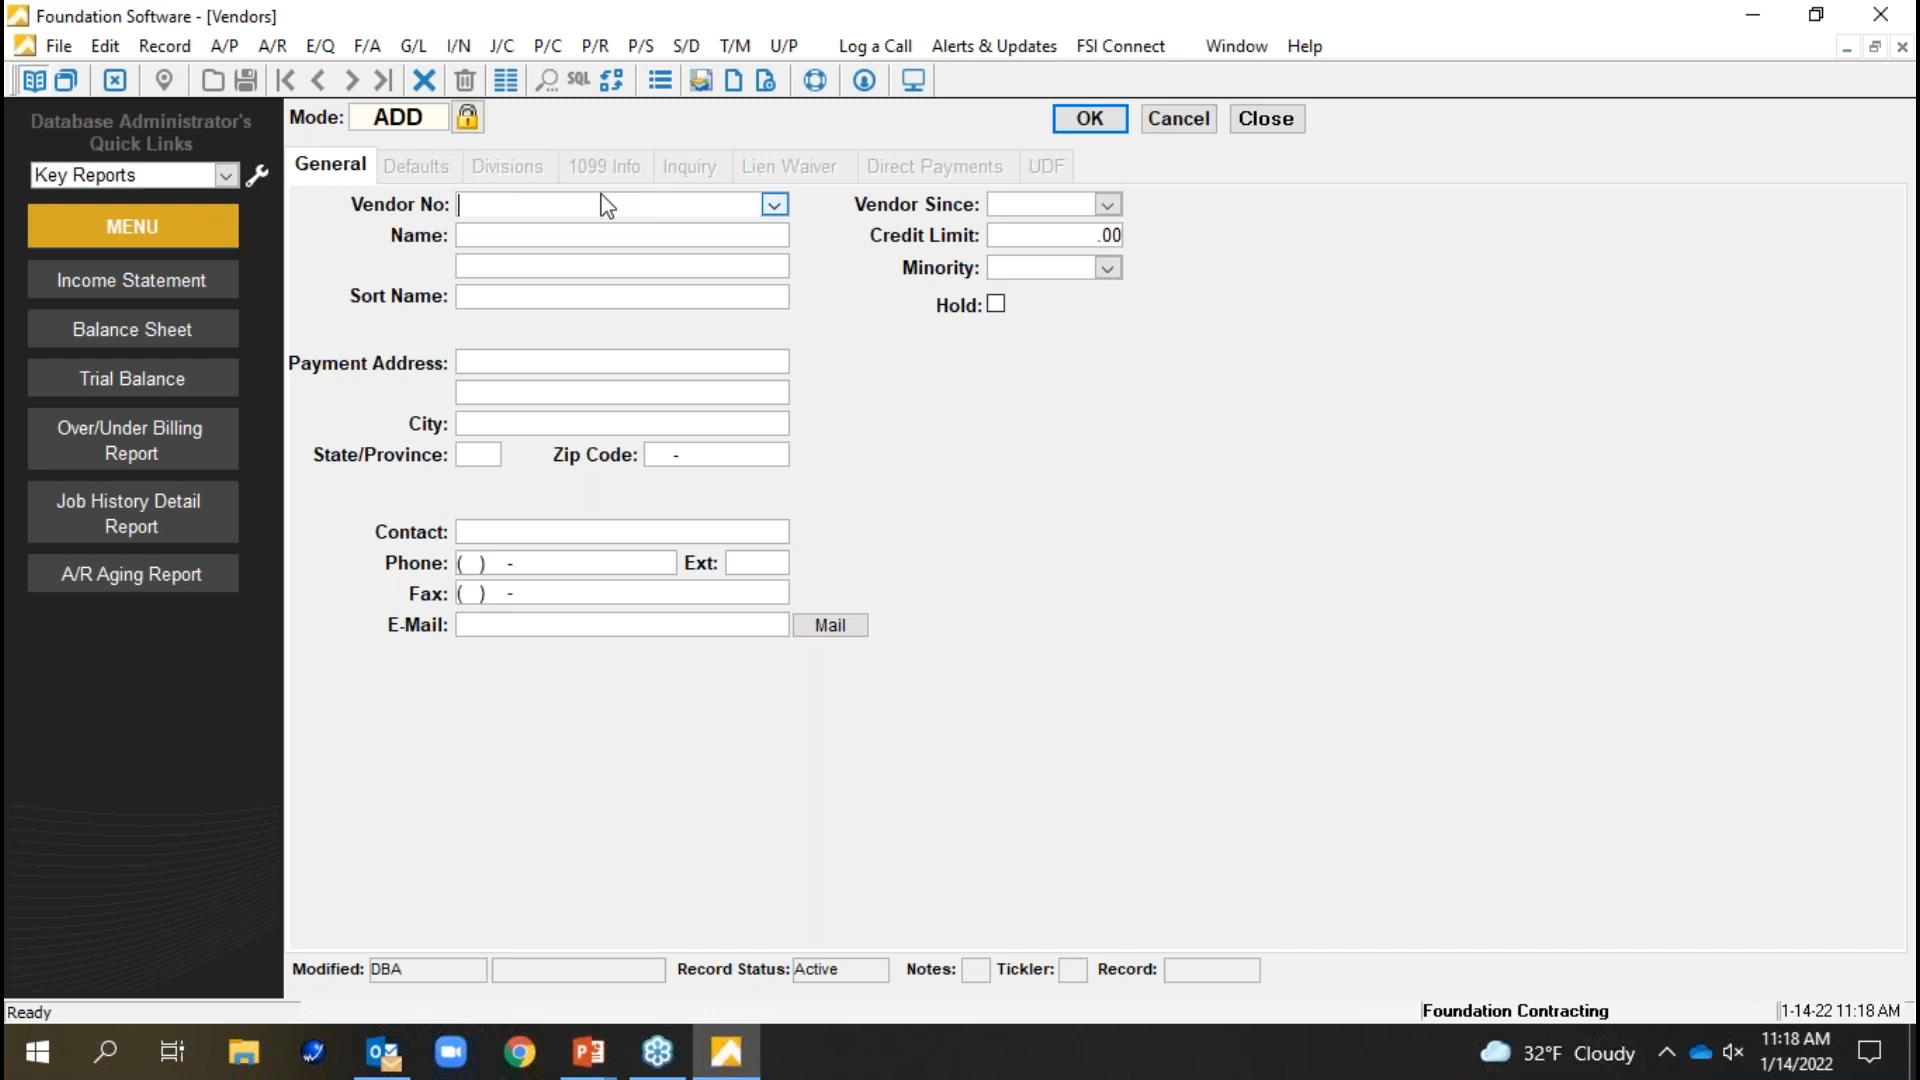 Foundation Software - [Vendors]
File Edit Record A/P A/R E/Q F/A G/L I/N J/C P/C P/R P/S S/D T/M U/P Log a Call Alerts & Updates FSI Connect Window Help
SQL
Database Administrator's
Quick Links
Key Reports
MENU
Income Statement
Balance Sheet
Trial Balance
Over/Under Billing
Report
Job History Detail
Report
A/R Aging Report
Mode: ADD OK Cancel Close
General Defaults Divisions 1099 Info Inquiry Lien Waiver Direct Payments UDF
Vendor No: Vendor Since:
Name: Credit Limit: .00
Minority:
Sort Name: Hold:
Payment Address:
City:
State/Province: Zip Code: -
Contact:
Phone: ( ) - Ext:
Fax: ( ) -
E-Mail: Mail
Modified: DBA Record Status: Active Notes: Tickler: Record:
Ready Foundation Contracting 1-14-22 11:18 AM
32°F Cloudy 11:18 AM
1/14/2022